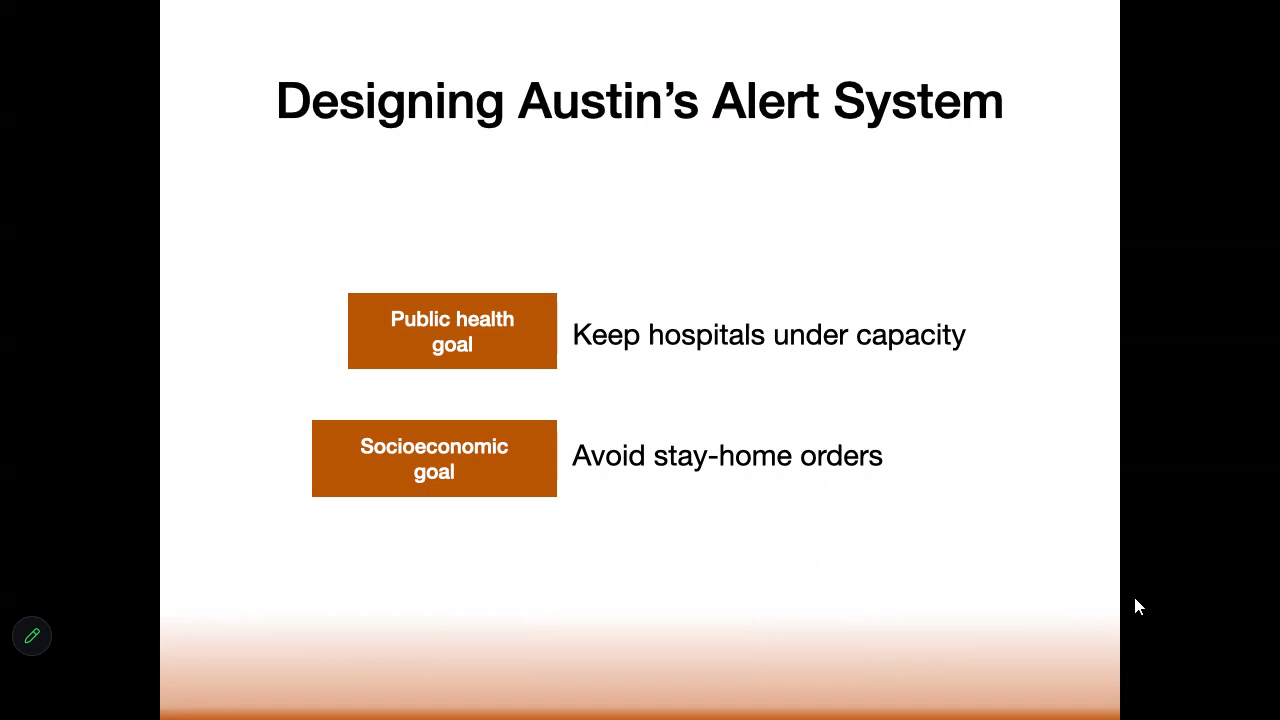 Designing Austin’s Alert System
Public health
goal
Keep hospitals under capacity
Socioeconomic
goal
Avoid stay-home orders